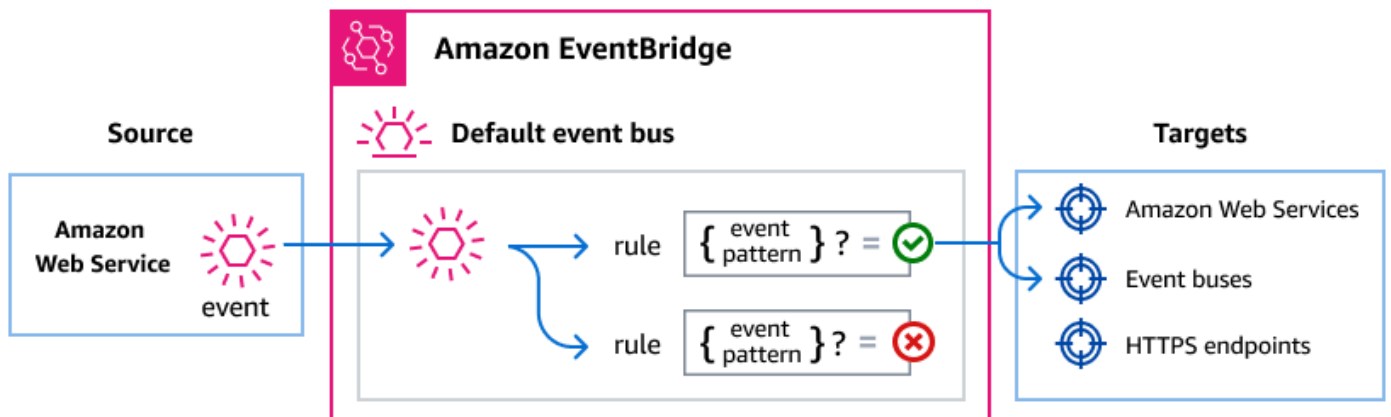 Amazon EventBridge
Source
Default event bus
Targets
Amazon
Web Service
event
rule
{ event
pattern } ? =
rule
{ event
pattern } ? =
Amazon Web Services
Event buses
HTTPS endpoints